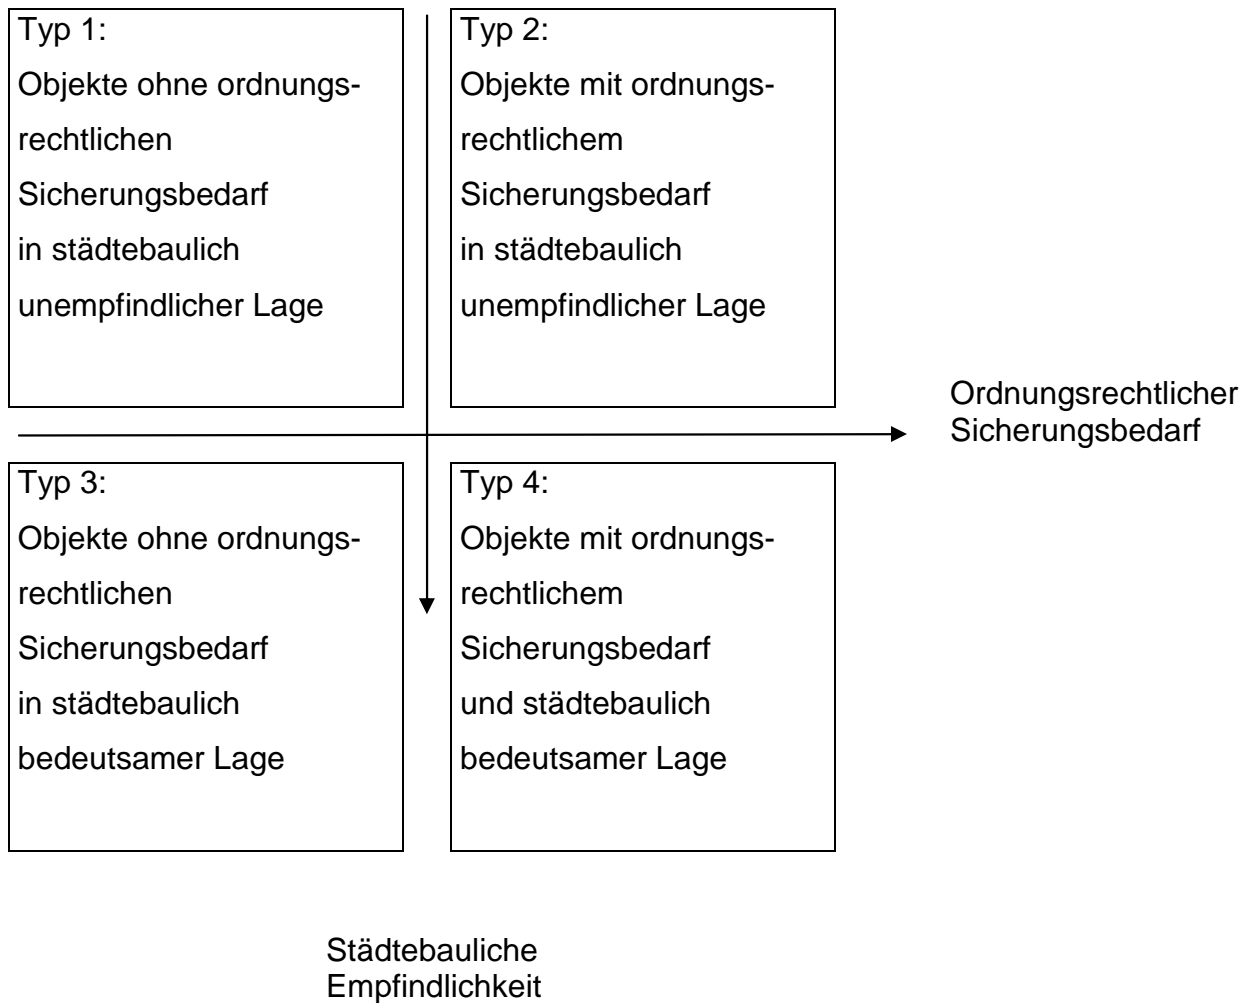 Typ 1:
Objekte ohne ordnungs-
rechtlichen
Sicherungsbedarf
in städtebaulich
unempfindlicher Lage
Typ 2:
Objekte mit ordnungs-
rechtlichem
Sicherungsbedarf
in städtebaulich
unempfindlicher Lage
Ordnungsrechtlicher
Sicherungsbedarf
Typ 3:
Objekte ohne ordnungs-
rechtlichen
Sicherungsbedarf
in städtebaulich
bedeutsamer Lage
Typ 4:
Objekte mit ordnungs-
rechtlichem
Sicherungsbedarf
und städtebaulich
bedeutsamer Lage
Städtebauliche
Empfindlichkeit